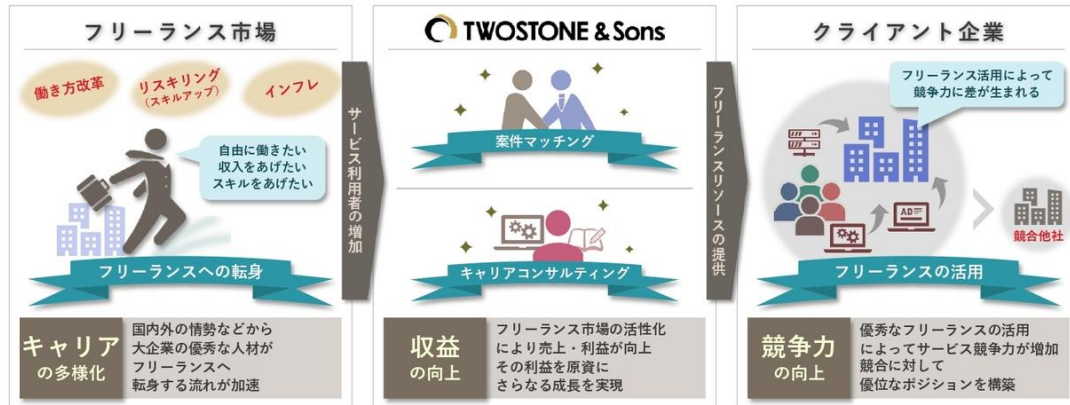 フリーランス市場
働き方改革
リスキリング
(スキルアップ)
インフレ
自由に働きたい
収入をあげたい
スキルをあげたい
フリーランスへの転身
キャリア
の多様化
国内外の情勢などから
大企業の優秀な人材が
フリーランスへ
転身する流れが加速
サービス利用者の増加
TWOSTONE & Sons
案件マッチング
キャリアコンサルティング
収益
の向上
フリーランス市場の活性化
により売上・利益が向上
その利益を原資に
さらなる成長を実現
フリーランスリソースの提供
クライアント企業
フリーランス活用によって
競争力に差が生まれる
AD
競合他社
フリーランスの活用
競争力
の向上
優秀なフリーランスの活用
によってサービス競争力が増加
競合に対して
優位なポジションを構築